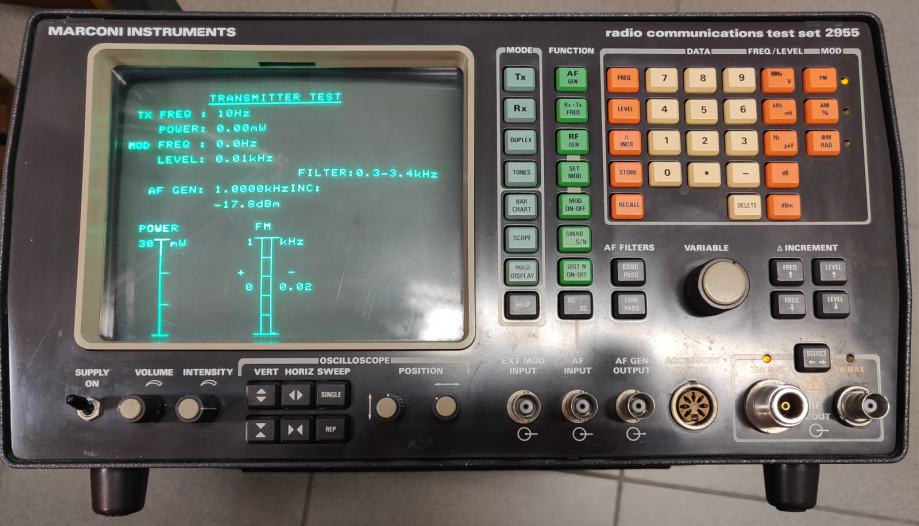 MARCONI INSTRUMENTS
radio communications test set 2955
TRANSMITTER TEST
TX FREQ : 10Hz
POWER: 0.00mW
MOD FREQ : 0.0Hz
LEVEL: 0.01kHz
FILTER:0.3-3.4kHz
AF GEN: 1.0000kHzINC:
-17.8dBm
POWER FM
30 mW 1 kHz
+ -
0 0.02
MODE FUNCTION
Tx AF GEN
Rx Rx=Tx FREQ
DUPLEX RF GEN
TONES SET MOD
BAR CHART MOD ON-OFF
SCOPE SINAD S/N
HOLD DISPLAY DIST'N ON-OFF
HELP AC DC
DATA FREQ/LEVEL MOD
FREQ 7 8 9 MHz V FM
LEVEL 4 5 6 kHz mV AM %
Δ INCR 1 2 3 Hz µV ΦM RAD
STORE 0 • − dB
RECALL DELETE dBm
AF FILTERS VARIABLE Δ INCREMENT
BAND PASS FREQ ↑ LEVEL ↑
LOW PASS FREQ ↓ LEVEL ↓
SUPPLY ON
VOLUME INTENSITY
OSCILLOSCOPE
VERT HORIZ SWEEP POSITION
SINGLE
REP
EXT MOD INPUT
AF INPUT
AF GEN OUTPUT
SELECT